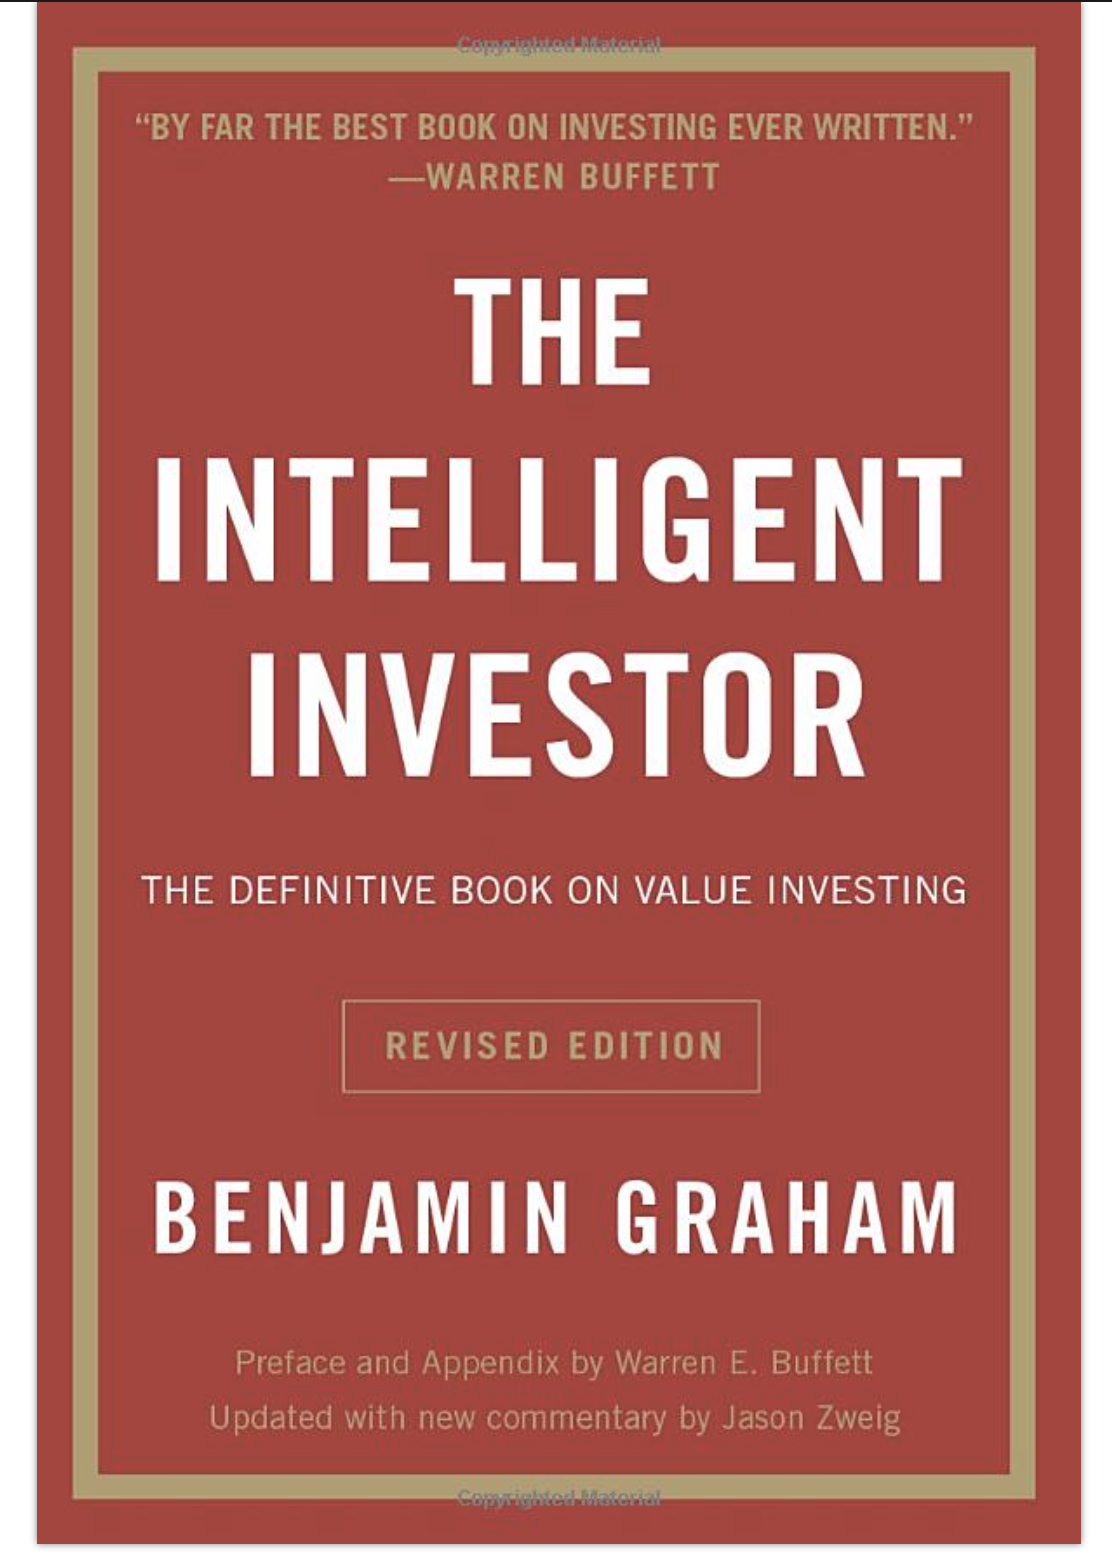 Copyrighted Material
“BY FAR THE BEST BOOK ON INVESTING EVER WRITTEN.”
—WARREN BUFFETT
THE
INTELLIGENT
INVESTOR
THE DEFINITIVE BOOK ON VALUE INVESTING
REVISED EDITION
BENJAMIN GRAHAM
Preface and Appendix by Warren E. Buffett
Updated with new commentary by Jason Zweig
Copyrighted Material